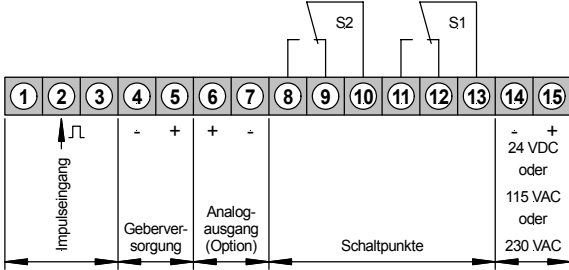 S2 S1
1 2 3 4 5 6 7 8 9 10 11 12 13 14 15
- + + - - +
Impulseingang
Geberver-
sorgung
Analog-
ausgang
(Option)
Schaltpunkte
24 VDC
oder
115 VAC
oder
230 VAC